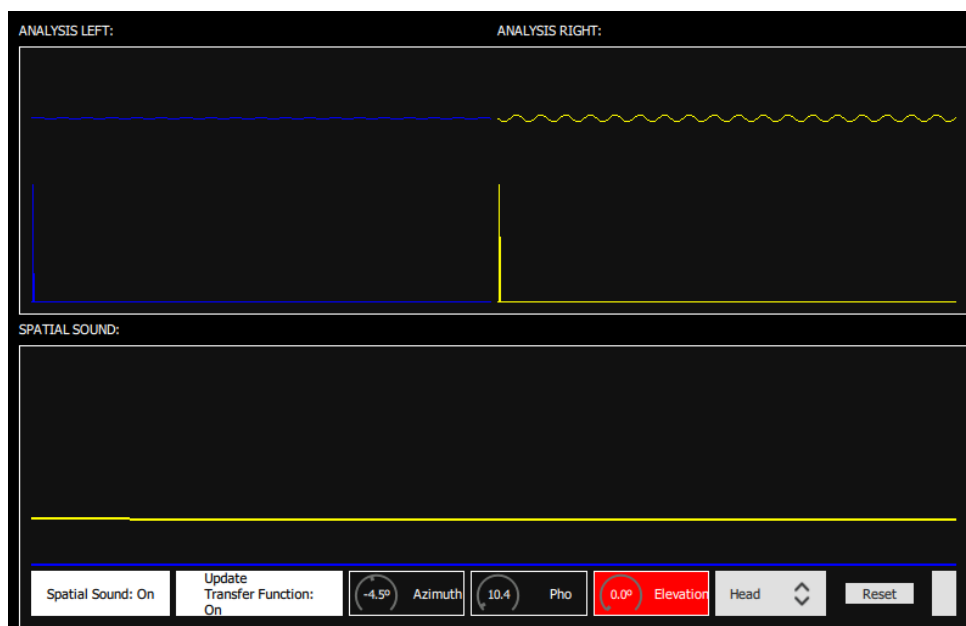 ANALYSIS LEFT:
ANALYSIS RIGHT:
SPATIAL SOUND:
Spatial Sound: On
Update
Transfer Function:
On
-4.5º
Azimuth
10.4
Pho
0.0º
Elevation
Head
Reset